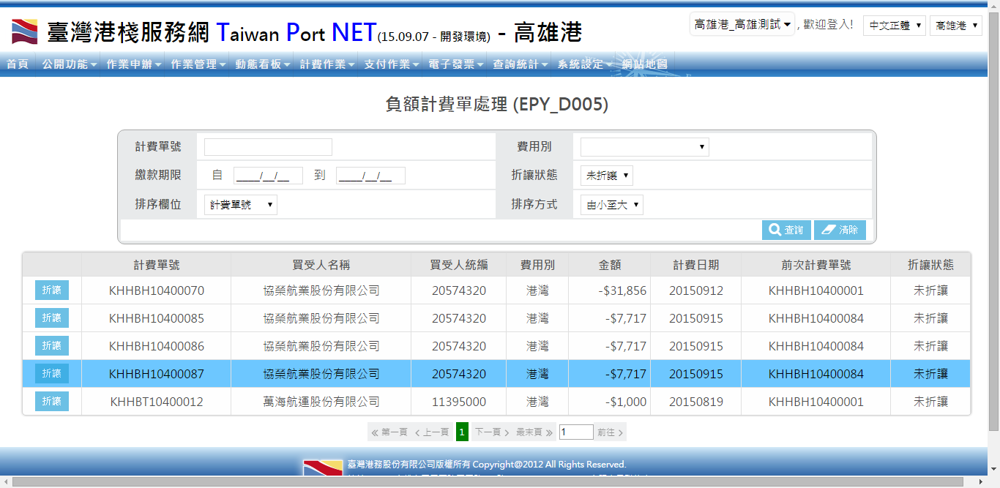 臺灣港棧服務網 Taiwan Port NET(15.09.07 - 開發環境) - 高雄港
高雄港_高雄測試 , 歡迎登入! 中文正體 高雄港
首頁 公開功能 作業申辦 作業管理 動態看板 計費作業 支付作業 電子發票 查詢統計 系統設定 網站地圖
負額計費單處理 (EPY_D005)
計費單號 費用別
繳款期限 自 ____/__/__ 到 ____/__/__ 折讓狀態 未折讓
排序欄位 計費單號 排序方式 由小至大
查詢 清除
計費單號 買受人名稱 買受人統編 費用別 金額 計費日期 前次計費單號 折讓狀態
折讓 KHHBH10400070 協榮航業股份有限公司 20574320 港灣 -$31,856 20150912 KHHBH10400001 未折讓
折讓 KHHBH10400085 協榮航業股份有限公司 20574320 港灣 -$7,717 20150915 KHHBH10400084 未折讓
折讓 KHHBH10400086 協榮航業股份有限公司 20574320 港灣 -$7,717 20150915 KHHBH10400084 未折讓
折讓 KHHBH10400087 協榮航業股份有限公司 20574320 港灣 -$7,717 20150915 KHHBH10400084 未折讓
折讓 KHHBT10400012 萬海航運股份有限公司 11395000 港灣 -$1,000 20150819 KHHBH10400001 未折讓
第一頁 上一頁 1 下一頁 最末頁 1 前往
臺灣港務股份有限公司版權所有 Copyright@2012 All Rights Reserved.